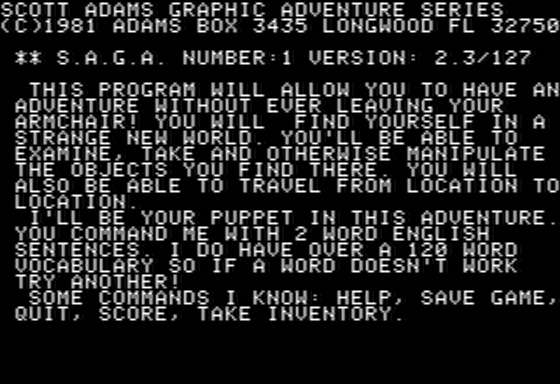 SCOTT ADAMS GRAPHIC ADVENTURE SERIES
(C)1981 ADAMS BOX 3435 LONGWOOD FL 32750
** S.A.G.A. NUMBER:1 VERSION: 2.3/127
THIS PROGRAM WILL ALLOW YOU TO HAVE AN
ADVENTURE WITHOUT EVER LEAVING YOUR
ARMCHAIR! YOU WILL  FIND YOURSELF IN A
STRANGE NEW WORLD. YOU'LL BE ABLE TO
EXAMINE, TAKE AND OTHERWISE MANIPULATE
THE OBJECTS YOU FIND THERE. YOU WILL
ALSO BE ABLE TO TRAVEL FROM LOCATION TO
LOCATION.
I'LL BE YOUR PUPPET IN THIS ADVENTURE.
YOU COMMAND ME WITH 2 WORD ENGLISH
SENTENCES. I DO HAVE OVER A 120 WORD
VOCABULARY SO IF A WORD DOESN'T WORK
TRY ANOTHER!
SOME COMMANDS I KNOW: HELP, SAVE GAME,
QUIT, SCORE, TAKE INVENTORY.